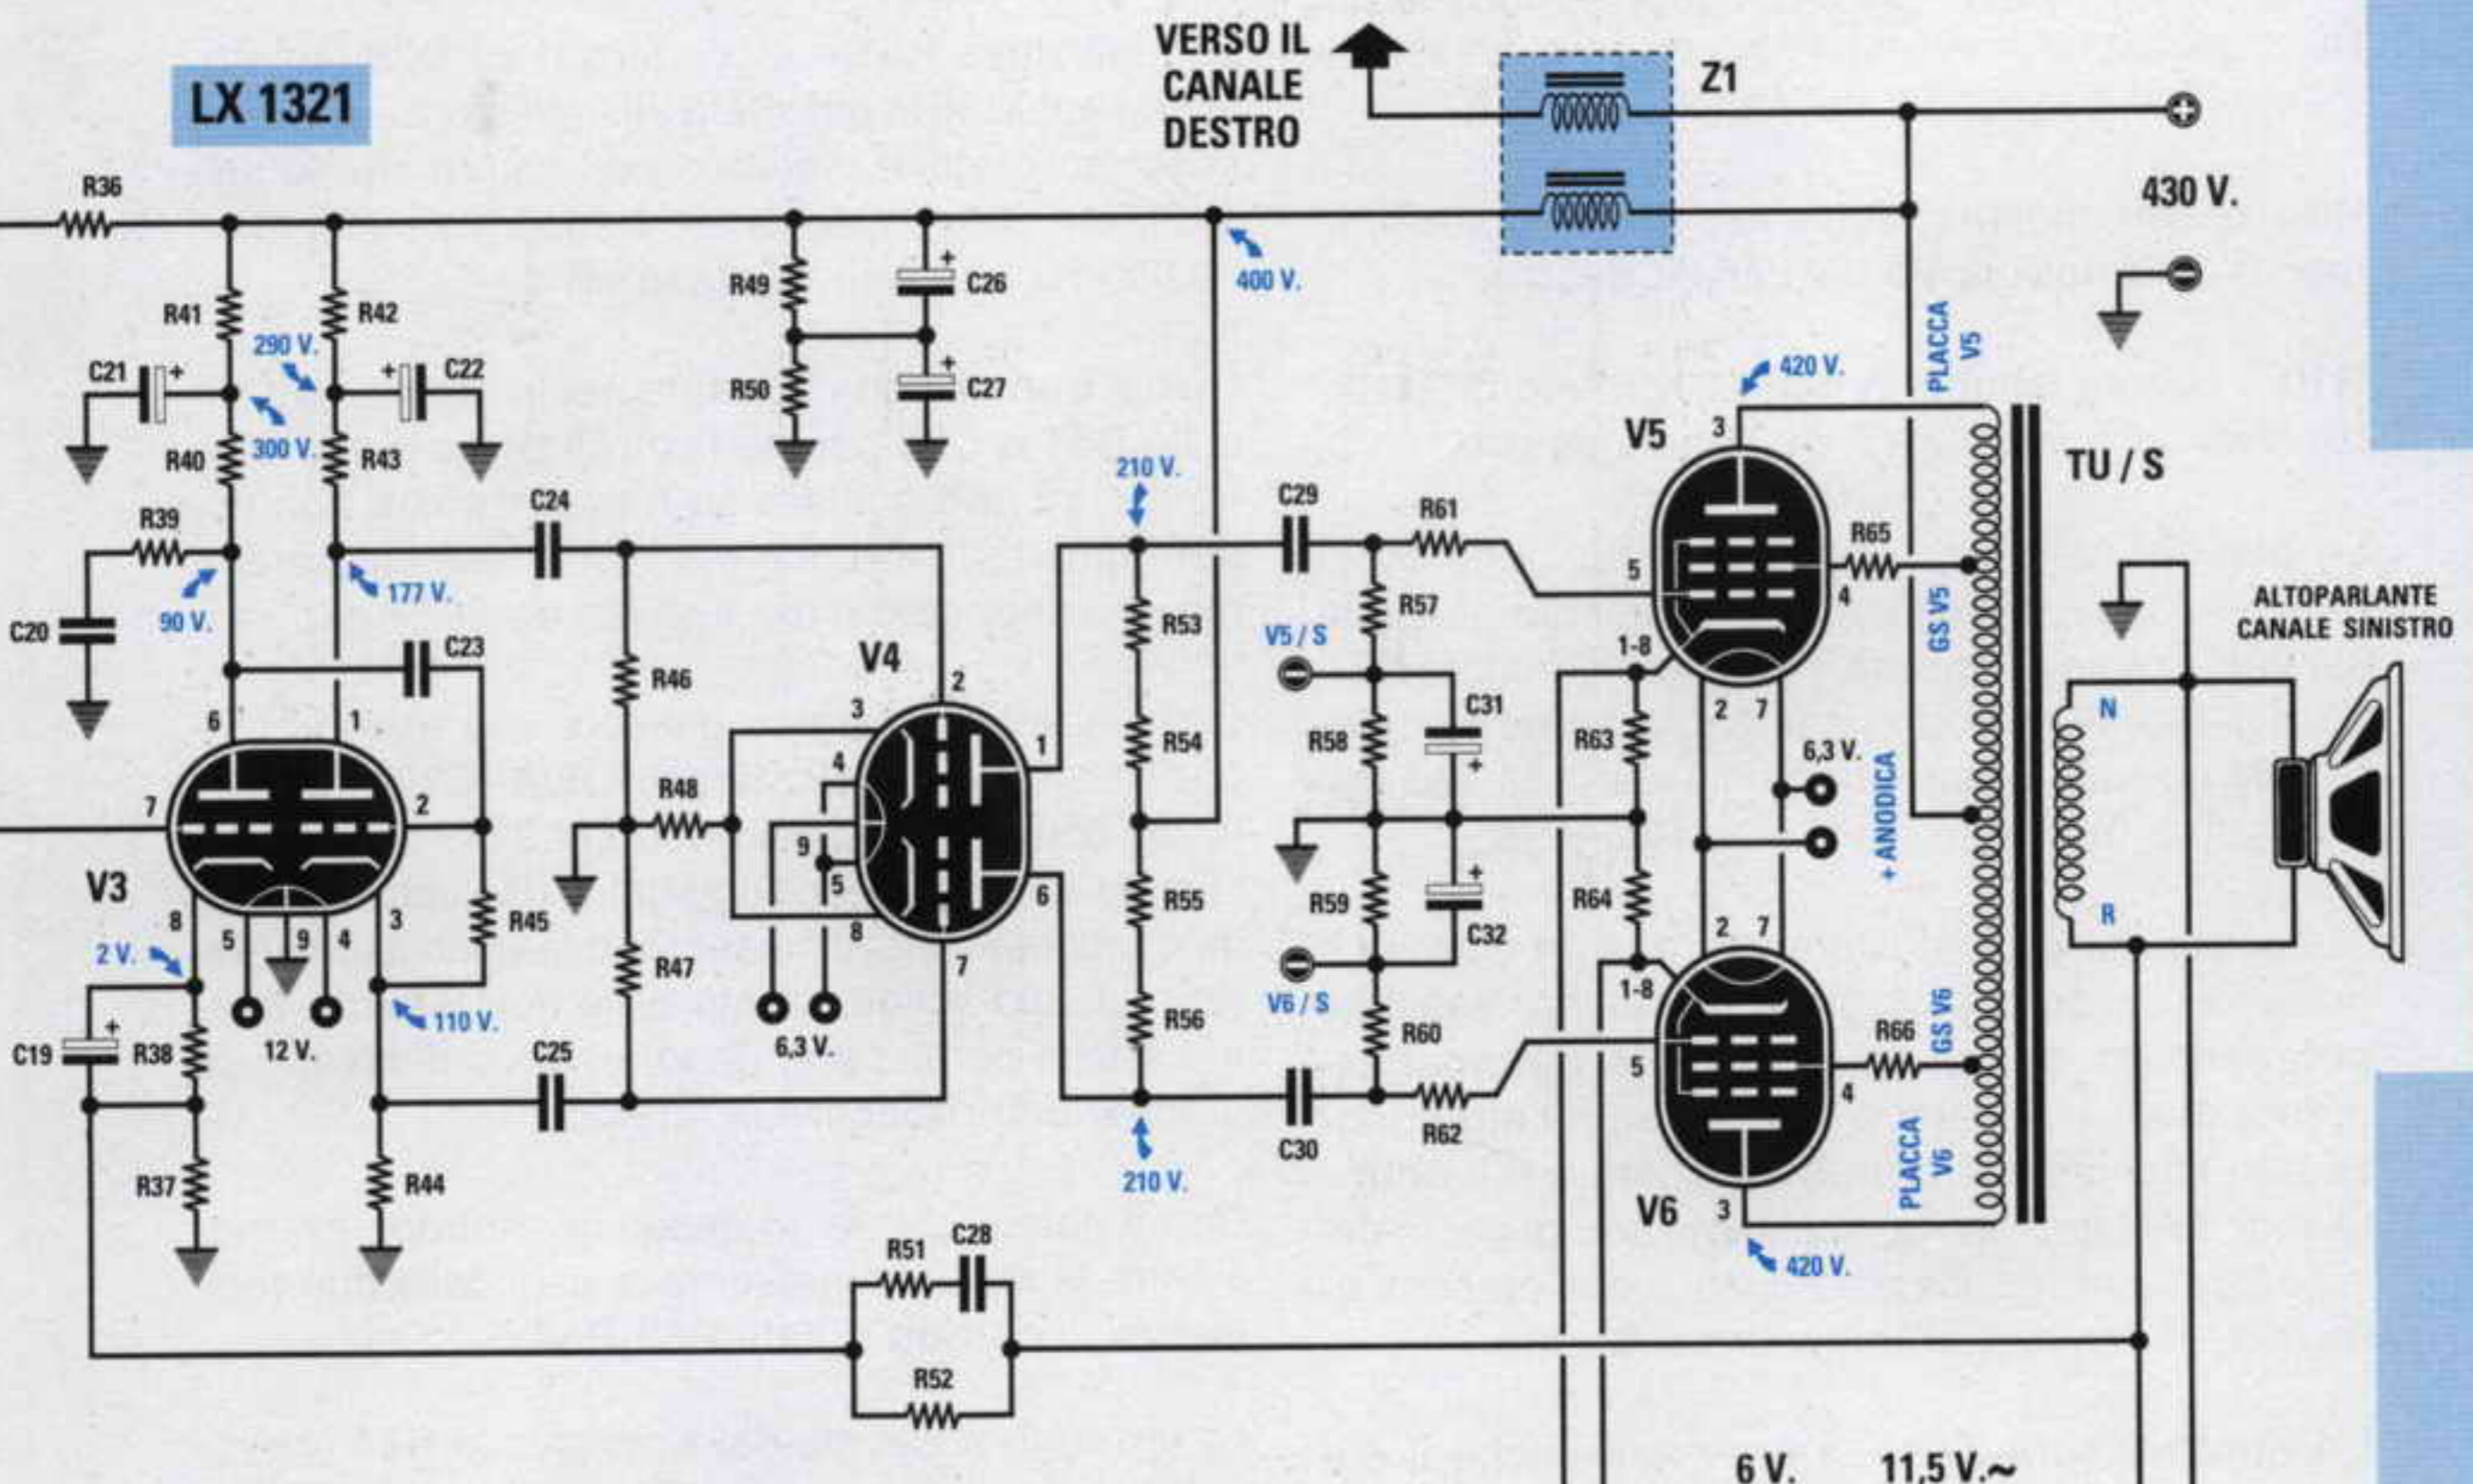 VERSO IL
CANALE
DESTRO
LX 1321
Z1
430 V.
R36
R41
R42
R49
C26
400 V.
290 V.
C21
+
+
C22
R50
+
+
C27
420 V.
PLACCA
V5
300 V.
R40
R43
210 V.
V5
3
TU / S
R39
C24
C29
R61
R65
5
4
90 V.
177 V.
C20
C23
R46
V4
R53
R57
V5 / S
1-8
GS V5
ALTOPARLANTE
CANALE SINISTRO
6
1
2
3
4
1
R54
R58
C31
+
R63
2
7
6,3 V.
N
7
2
R48
9
5
+ ANODICA
V3
8
5
9
4
3
R45
8
6
R55
R59
+
C32
R64
R
2 V.
R47
7
V6 / S
2
7
1-8
110 V.
C19
+
R38
12 V.
C25
6,3 V.
R56
R60
5
R66
4
GS V6
R37
R44
210 V.
C30
R62
V6
3
PLACCA
V6
420 V.
R51
C28
R52
6 V.
11,5 V.~